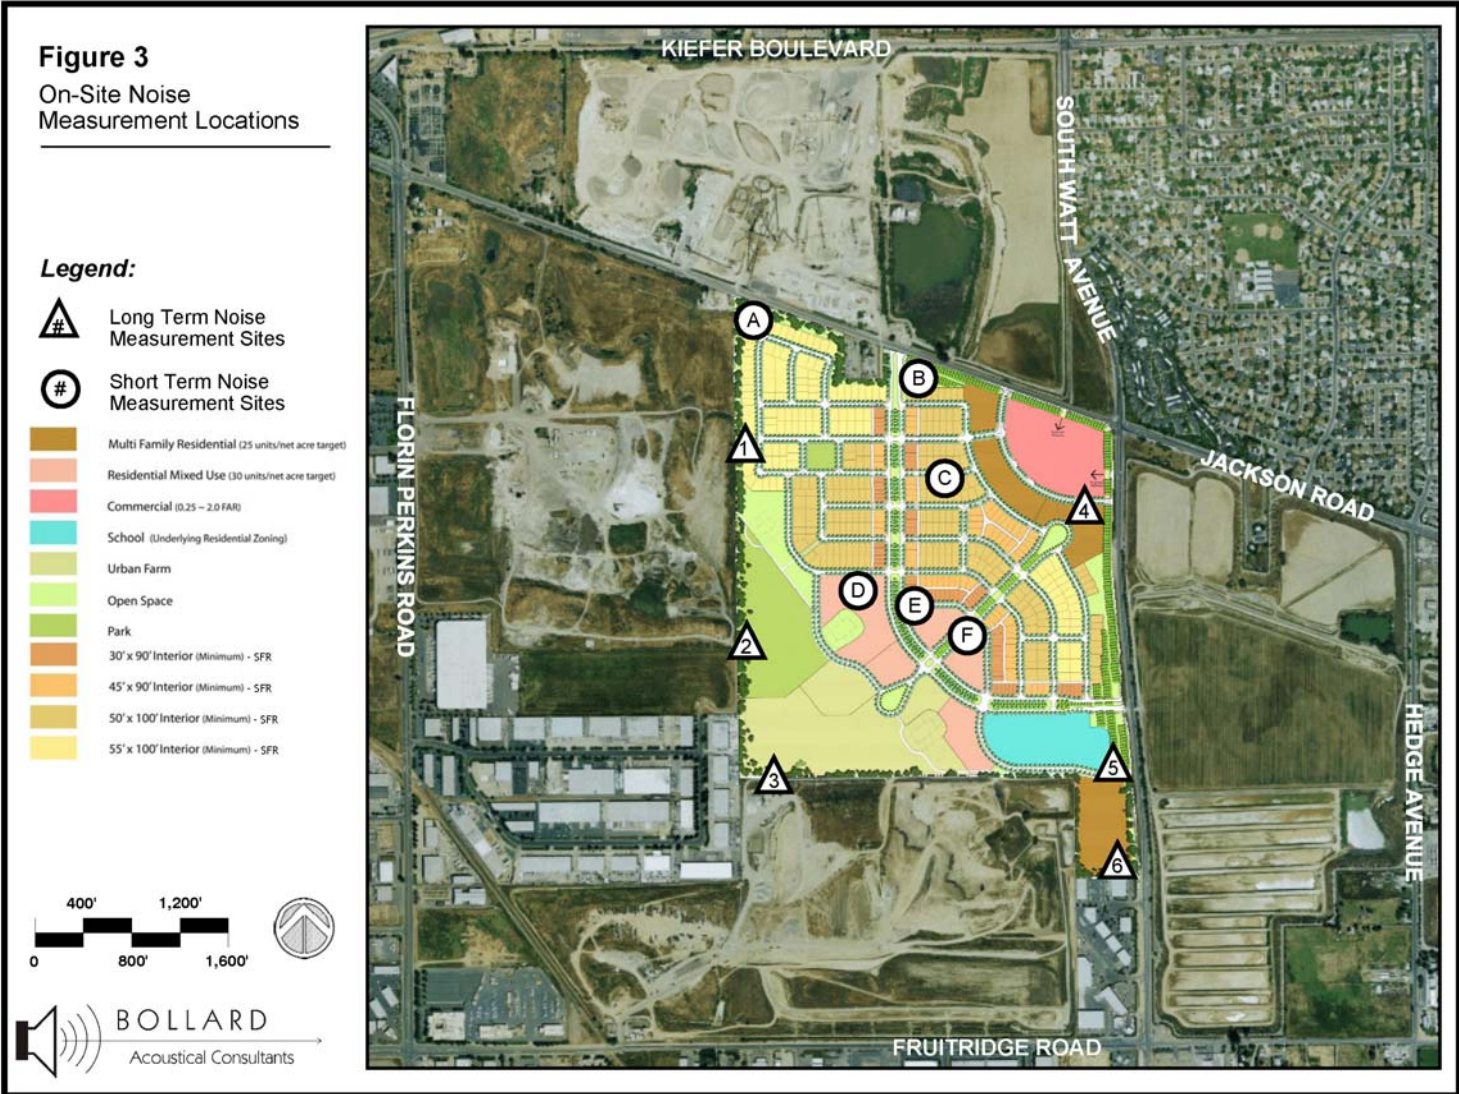 Figure 3
On-Site Noise
Measurement Locations
Legend:
#
Long Term Noise
Measurement Sites
#
Short Term Noise
Measurement Sites
Multi Family Residential (25 units/net acre target)
Residential Mixed Use (30 units/net acre target)
Commercial (0.25 ~ 2.0 FAR)
School (Underlying Residential Zoning)
Urban Farm
Open Space
Park
30' x 90' Interior (Minimum) - SFR
45' x 90' Interior (Minimum) - SFR
50' x 100' Interior (Minimum) - SFR
55' x 100' Interior (Minimum) - SFR
400' 1,200'
0 800' 1,600'
BOLLARD
Acoustical Consultants
KIEFER BOULEVARD
SOUTH WATT AVENUE
FLORIN PERKINS ROAD
JACKSON ROAD
HEDGE AVENUE
FRUITRIDGE ROAD
A
B
1
C
4
D
E
F
2
3
5
6